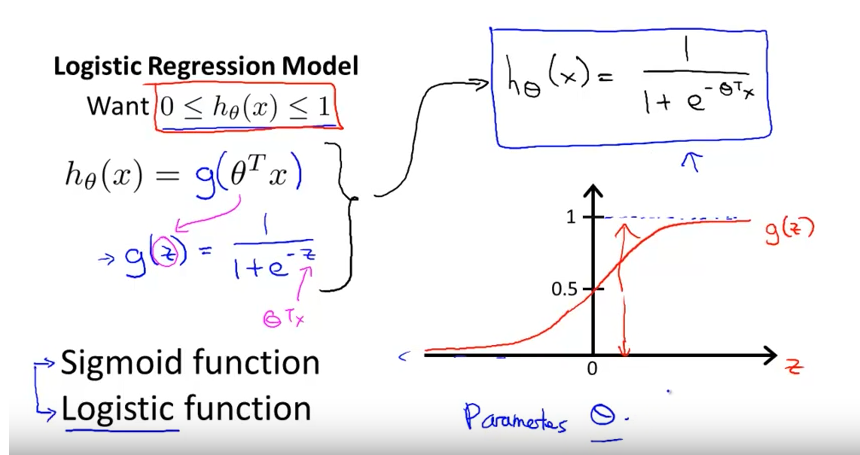 Logistic Regression Model
Want 0 ≤ hθ(x) ≤ 1
hθ(x) = g(θᵀx)
→ g(z) = 1 / (1 + e^(-z))
θᵀx
→ Sigmoid function
→ Logistic function
hθ(x) = 1 / (1 + e^(-θᵀx))
1
g(z)
0.5
0
z
Parameters θ.